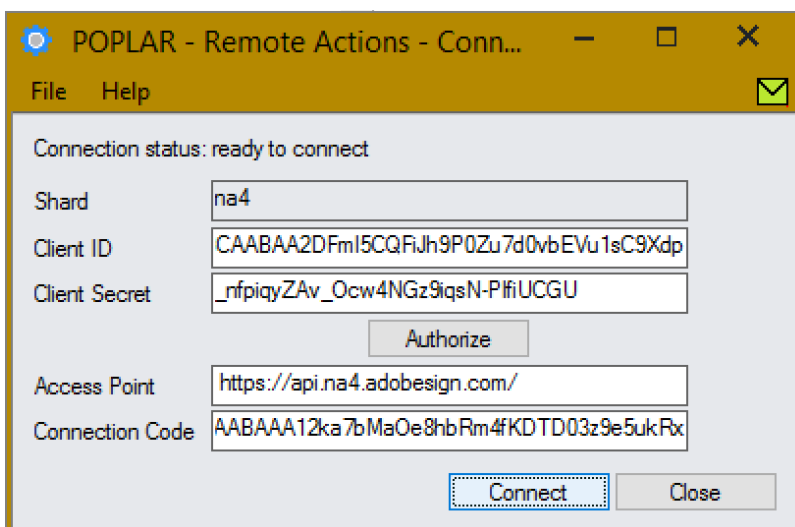 POPLAR - Remote Actions - Conn...
File Help
Connection status: ready to connect
Shard na4
Client ID CAABAA2DFmI5CQFiJh9P0Zu7d0vbEVu1sC9Xdp
Client Secret _nfpiqyZAv_Ocw4NGz9iqsN-PIfiUCGU
Authorize
Access Point https://api.na4.adobesign.com/
Connection Code AABAAA12ka7bMaOe8hbRm4fKDTD03z9e5ukRx
Connect Close